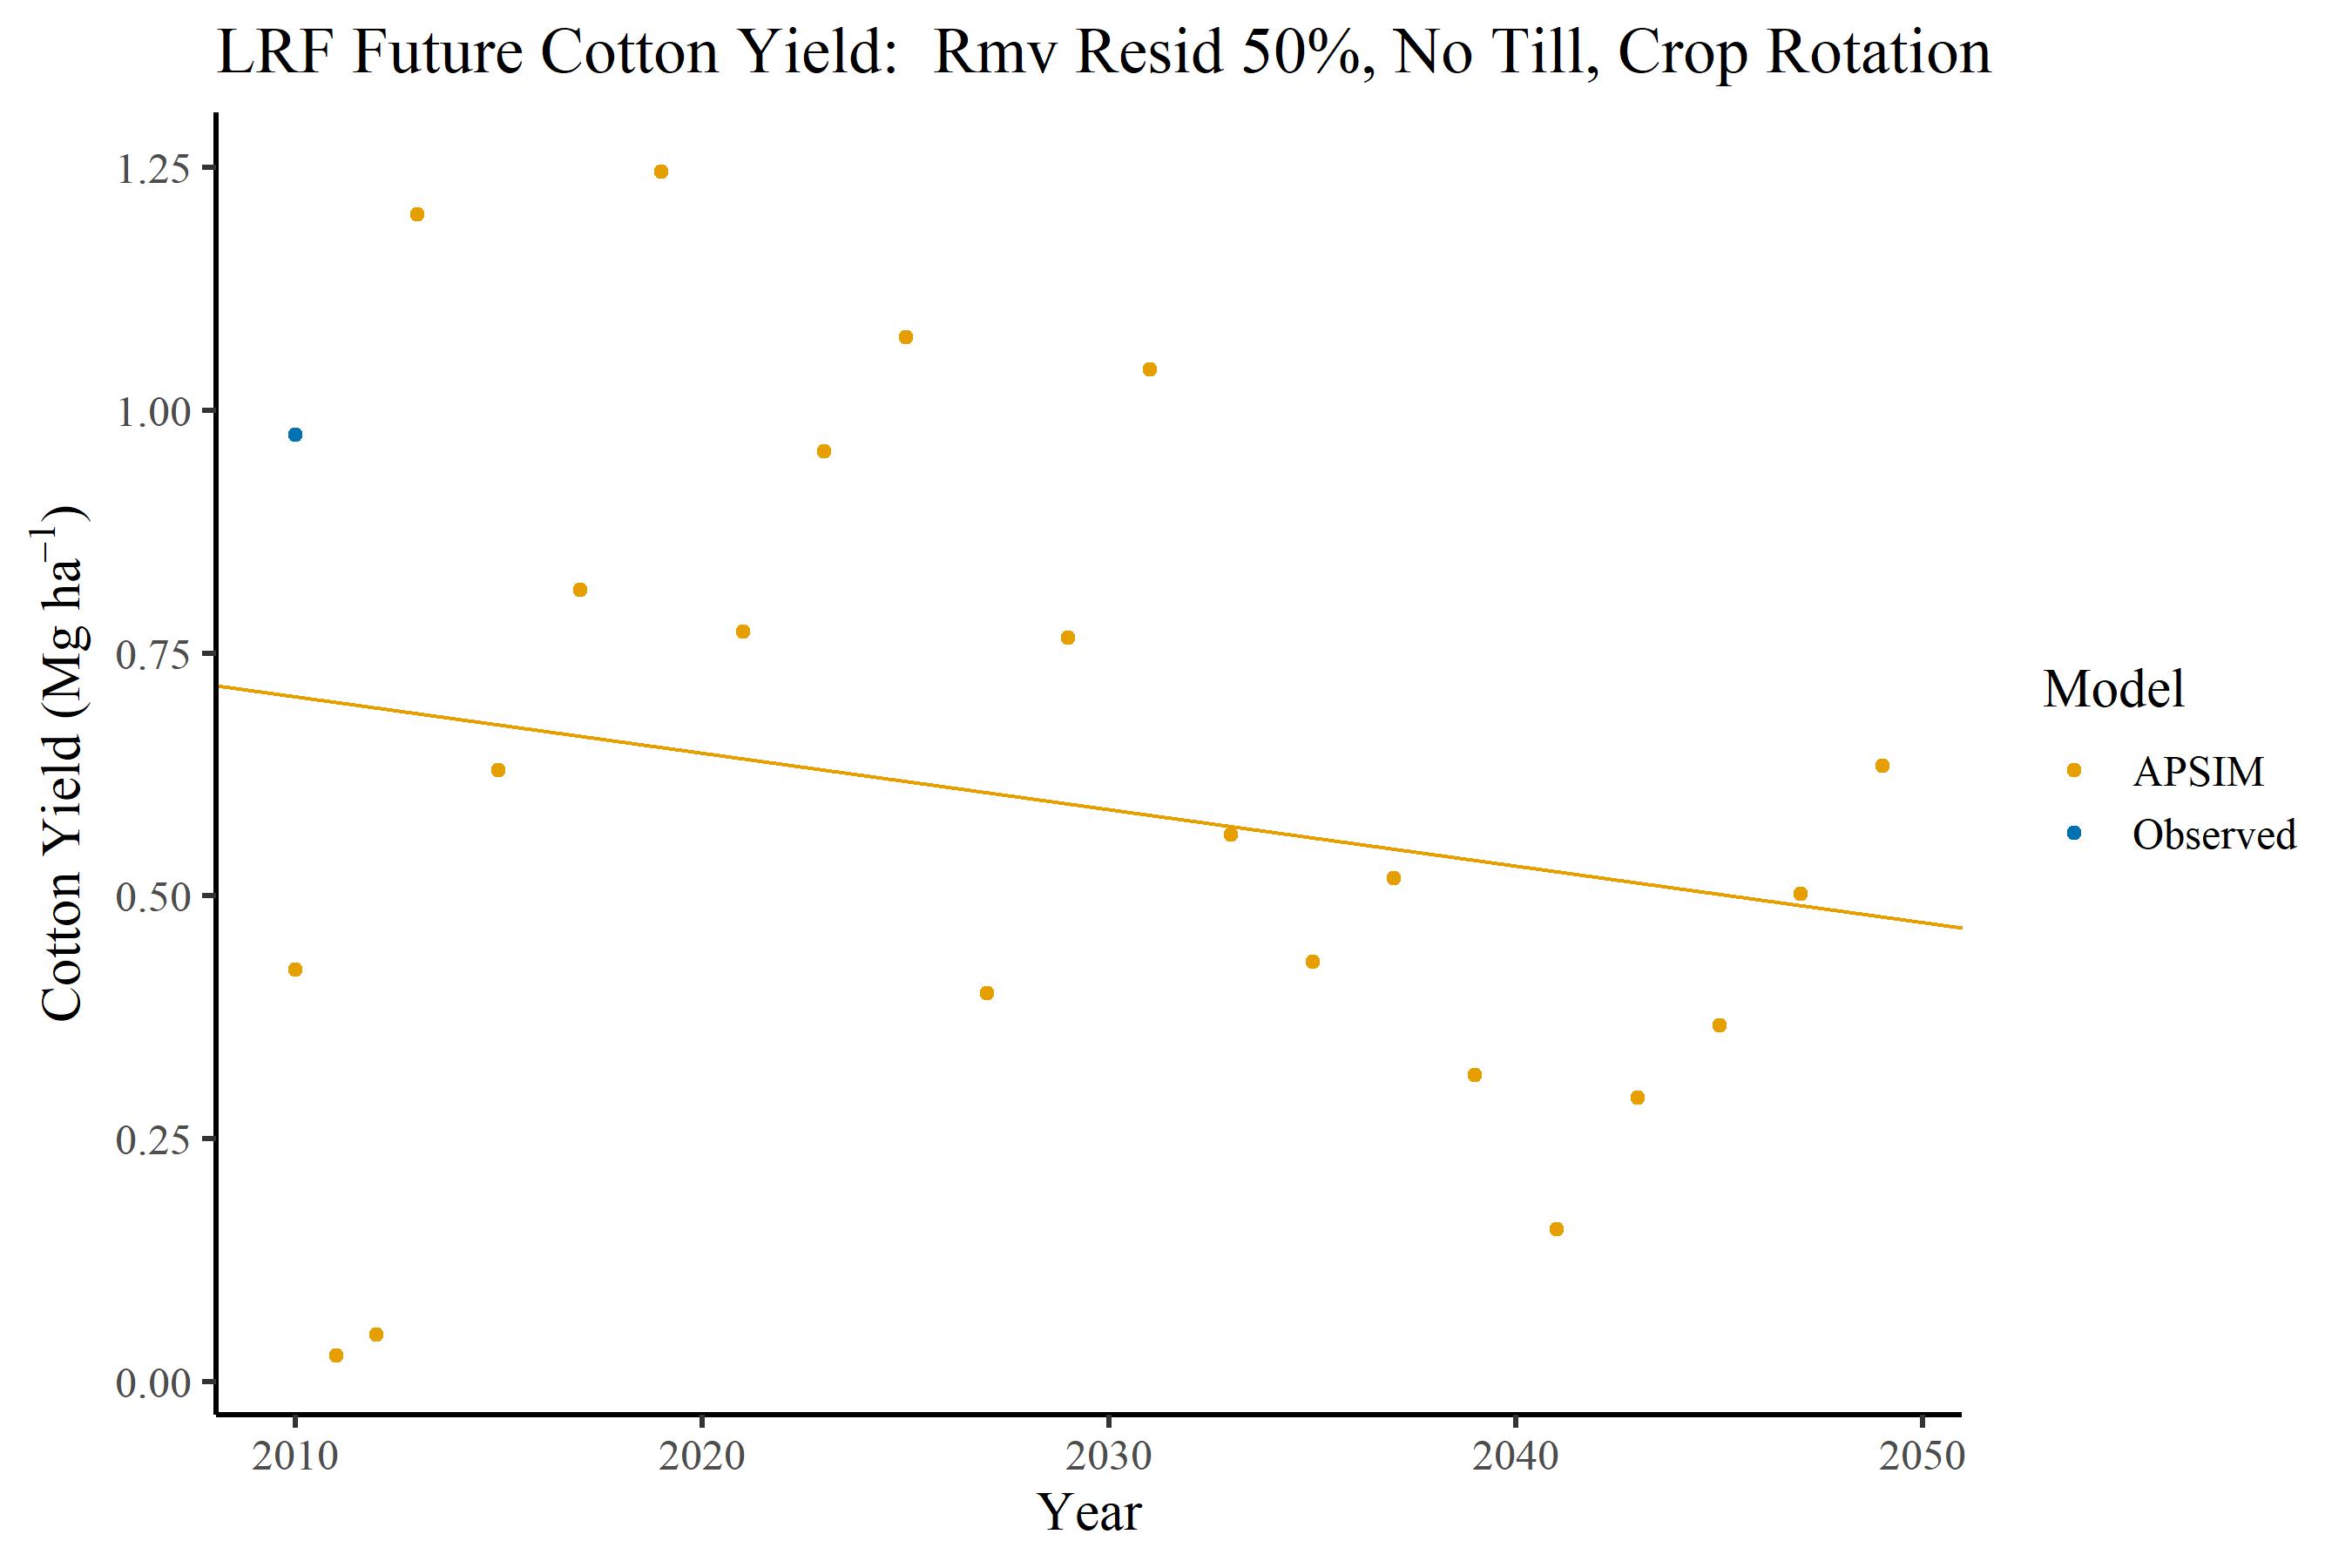 LRF Future Cotton Yield:  Rmv Resid 50%, No Till, Crop Rotation
Cotton Yield (Mg ha⁻¹)
1.25
1.00
0.75
0.50
0.25
0.00
2010 2020 2030 2040 2050
Year
Model
APSIM
Observed